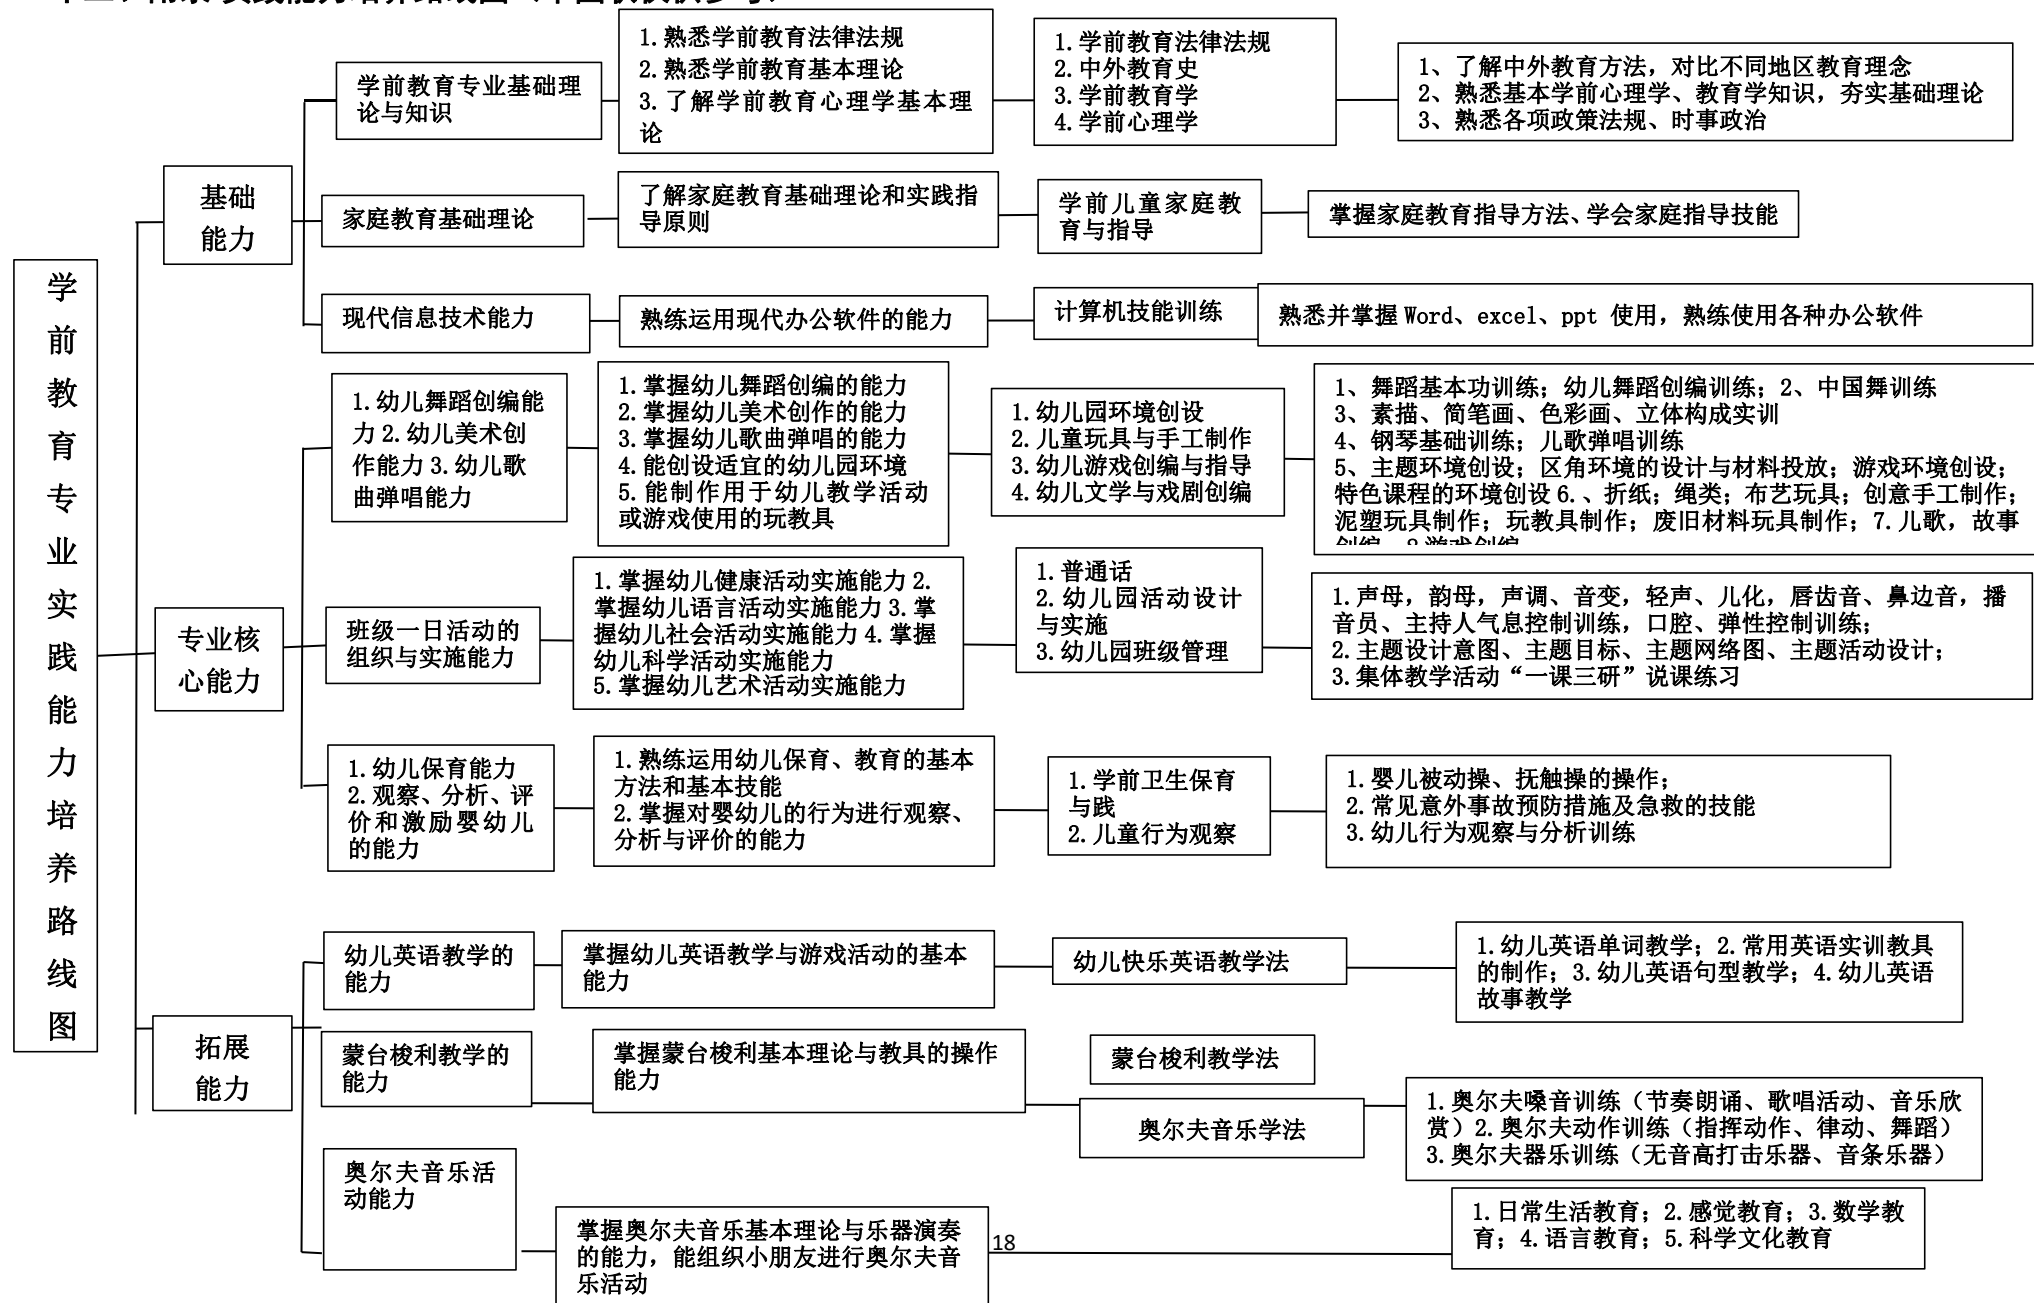 学前教育专业实践能力培养路线图
基础
能力
学前教育专业基础理
论与知识
1.熟悉学前教育法律法规
2.熟悉学前教育基本理论
3.了解学前教育心理学基本理
论
1.学前教育法律法规
2.中外教育史
3.学前教育学
4.学前心理学
1、了解中外教育方法，对比不同地区教育理念
2、熟悉基本学前心理学、教育学知识，夯实基础理论
3、熟悉各项政策法规、时事政治
家庭教育基础理论
了解家庭教育基础理论和实践指
导原则
学前儿童家庭教
育与指导
掌握家庭教育指导方法、学会家庭指导技能
现代信息技术能力
熟练运用现代办公软件的能力
计算机技能训练
熟悉并掌握 Word、excel、ppt 使用，熟练使用各种办公软件
专业核
心能力
1.幼儿舞蹈创编能
力 2.幼儿美术创
作能力 3.幼儿歌
曲弹唱能力
1.掌握幼儿舞蹈创编的能力
2.掌握幼儿美术创作的能力
3.掌握幼儿歌曲弹唱的能力
4.能创设适宜的幼儿园环境
5.能制作用于幼儿教学活动
或游戏使用的玩教具
1.幼儿园环境创设
2.儿童玩具与手工制作
3.幼儿游戏创编与指导
4.幼儿文学与戏剧创编
1、舞蹈基本功训练；幼儿舞蹈创编训练；2、中国舞训练
3、素描、简笔画、色彩画、立体构成实训
4、钢琴基础训练；儿歌弹唱训练
5、主题环境创设；区角环境的设计与材料投放；游戏环境创设；
特色课程的环境创设 6.、折纸；绳类；布艺玩具；创意手工制作；
泥塑玩具制作；玩教具制作；废旧材料玩具制作；7.儿歌，故事
班级一日活动的
组织与实施能力
1.掌握幼儿健康活动实施能力 2.
掌握幼儿语言活动实施能力 3.掌
握幼儿社会活动实施能力 4.掌握
幼儿科学活动实施能力
5.掌握幼儿艺术活动实施能力
1.普通话
2.幼儿园活动设计
与实施
3.幼儿园班级管理
1.声母，韵母，声调、音变，轻声、儿化，唇齿音、鼻边音，播
音员、主持人气息控制训练，口腔、弹性控制训练；
2.主题设计意图、主题目标、主题网络图、主题活动设计；
3.集体教学活动“一课三研”说课练习
1.幼儿保育能力
2.观察、分析、评
价和激励婴幼儿
的能力
1.熟练运用幼儿保育、教育的基本
方法和基本技能
2.掌握对婴幼儿的行为进行观察、
分析与评价的能力
1.学前卫生保育
与践
2.儿童行为观察
1.婴儿被动操、抚触操的操作；
2.常见意外事故预防措施及急救的技能
3.幼儿行为观察与分析训练
拓展
能力
幼儿英语教学的
能力
掌握幼儿英语教学与游戏活动的基本
能力
幼儿快乐英语教学法
1.幼儿英语单词教学；2.常用英语实训教具
的制作；3.幼儿英语句型教学；4.幼儿英语
故事教学
蒙台梭利教学的
能力
掌握蒙台梭利基本理论与教具的操作
能力
蒙台梭利教学法
奥尔夫音乐学法
1.奥尔夫嗓音训练（节奏朗诵、歌唱活动、音乐欣
赏）2.奥尔夫动作训练（指挥动作、律动、舞蹈）
3.奥尔夫器乐训练（无音高打击乐器、音条乐器）
奥尔夫音乐活
动能力
掌握奥尔夫音乐基本理论与乐器演奏
的能力，能组织小朋友进行奥尔夫音
乐活动
1.日常生活教育；2.感觉教育；3.数学教
育；4.语言教育；5.科学文化教育
18